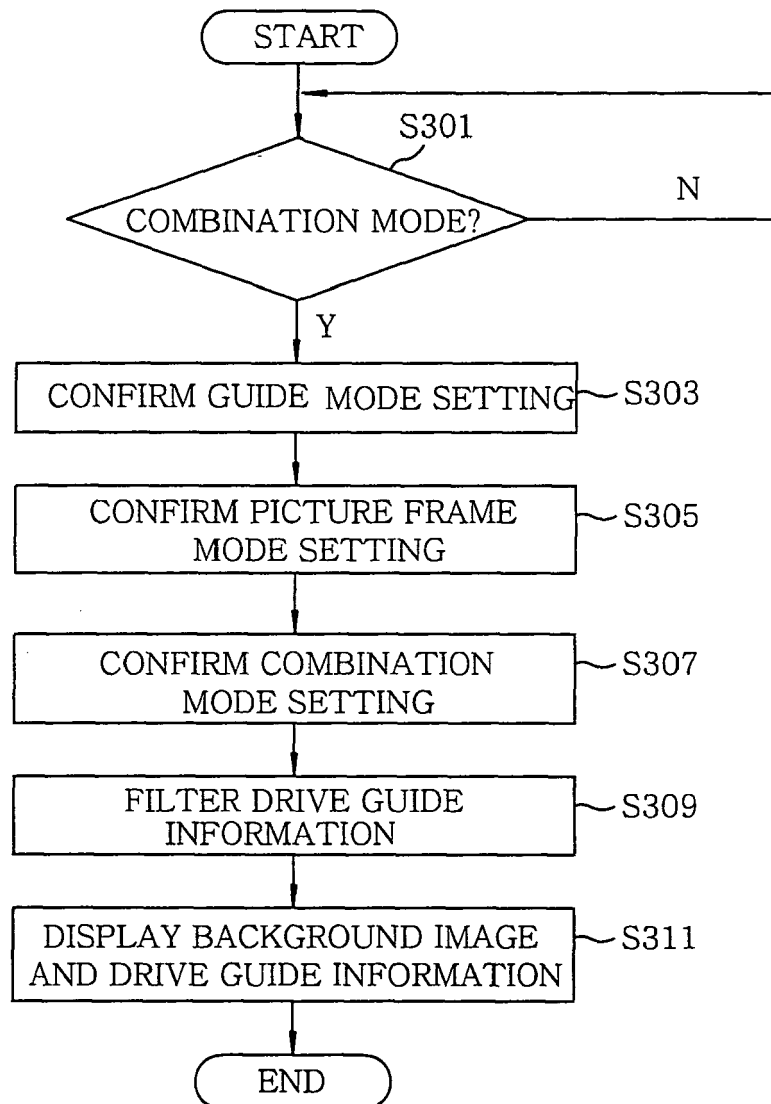 START
S301
COMBINATION MODE?
N
Y
CONFIRM GUIDE MODE SETTING
S303
CONFIRM PICTURE FRAME
MODE SETTING
S305
CONFIRM COMBINATION
MODE SETTING
S307
FILTER DRIVE GUIDE
INFORMATION
S309
DISPLAY BACKGROUND IMAGE
AND DRIVE GUIDE INFORMATION
S311
END